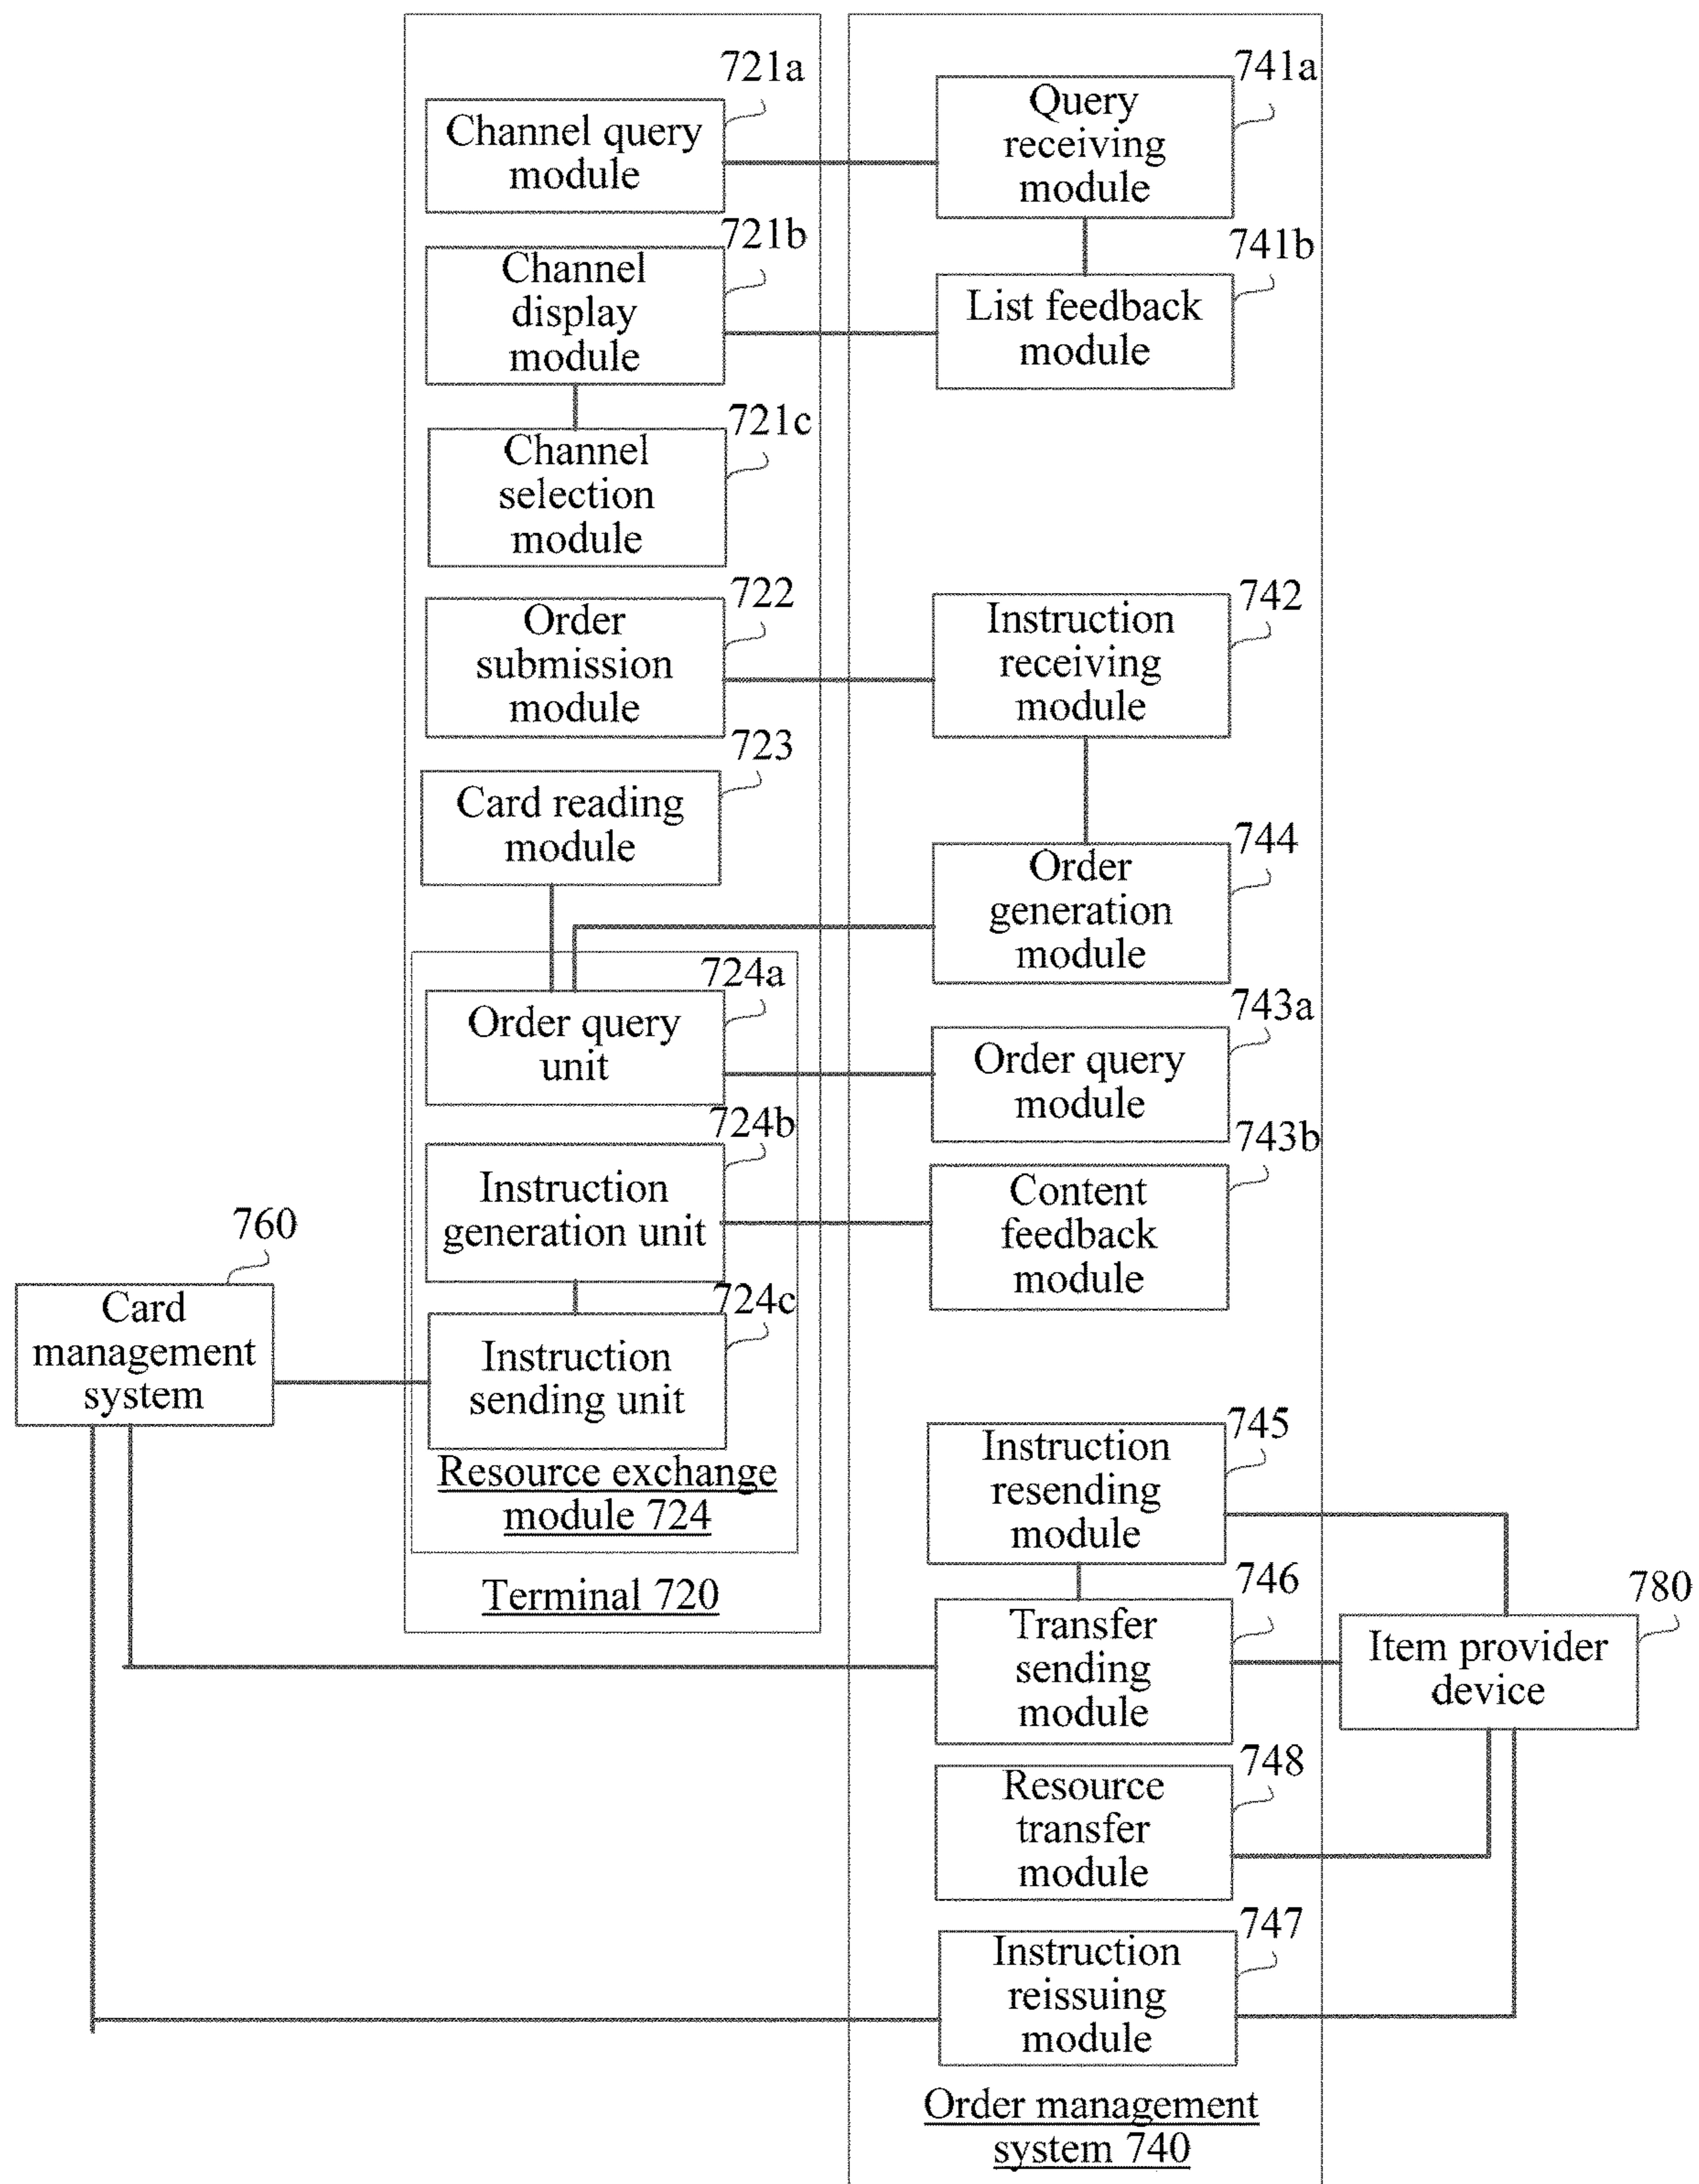 721a
Channel query
module
721b
Channel
display
module
721c
Channel
selection
module
722
Order
submission
module
723
Card reading
module
724a
Order query
unit
724b
Instruction
generation unit
724c
Instruction
sending unit
Resource exchange
module 724
Terminal 720
760
Card
management
system
741a
Query
receiving
module
741b
List feedback
module
742
Instruction
receiving
module
744
Order
generation
module
743a
Order query
module
743b
Content
feedback
module
745
Instruction
resending
module
746
Transfer
sending
module
748
Resource
transfer
module
747
Instruction
reissuing
module
Order management
system 740
780
Item provider
device